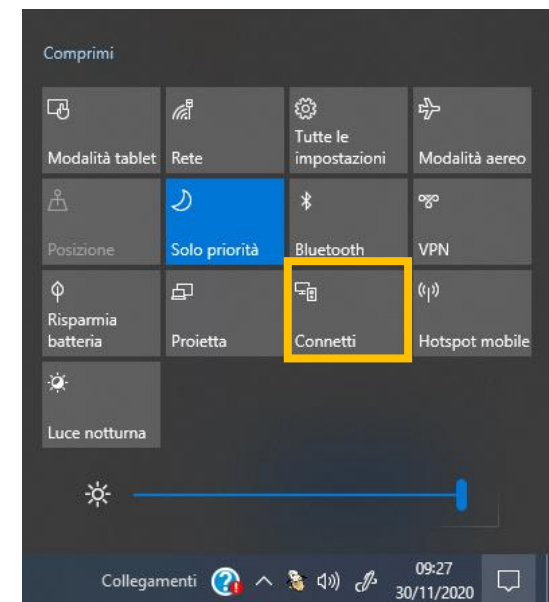 Comprimi
Modalità tablet
Rete
Tutte le
impostazioni
Modalità aereo
Posizione
Solo priorità
Bluetooth
VPN
Risparmia
batteria
Proietta
Connetti
Hotspot mobile
Luce notturna
Collegamenti
09:27
30/11/2020